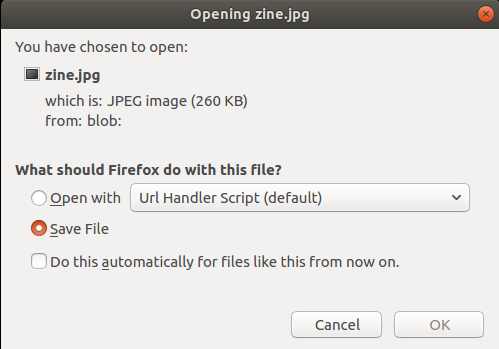 Opening zine.jpg
You have chosen to open:
zine.jpg
which is: JPEG image (260 KB)
from: blob:
What should Firefox do with this file?
Open with Url Handler Script (default)
Save File
Do this automatically for files like this from now on.
Cancel OK